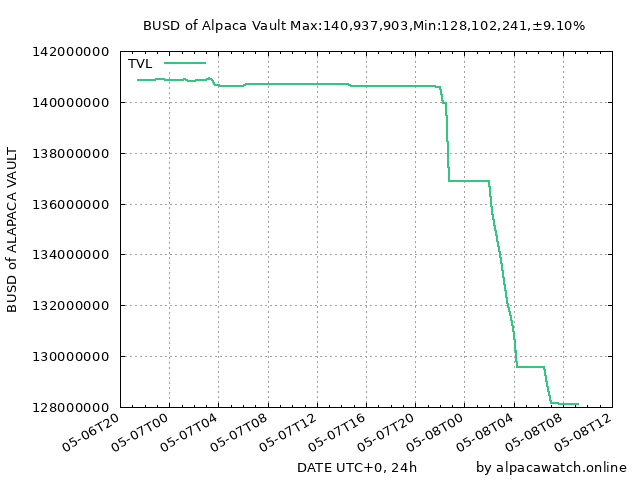 BUSD of Alpaca Vault Max:140,937,903,Min:128,102,241,±9.10%
TVL
142000000
140000000
138000000
136000000
134000000
132000000
130000000
128000000
BUSD of ALAPACA VAULT
05-06T20
05-07T00
05-07T04
05-07T08
05-07T12
05-07T16
05-07T20
05-08T00
05-08T04
05-08T08
05-08T12
DATE UTC+0, 24h
by alpacawatch.online